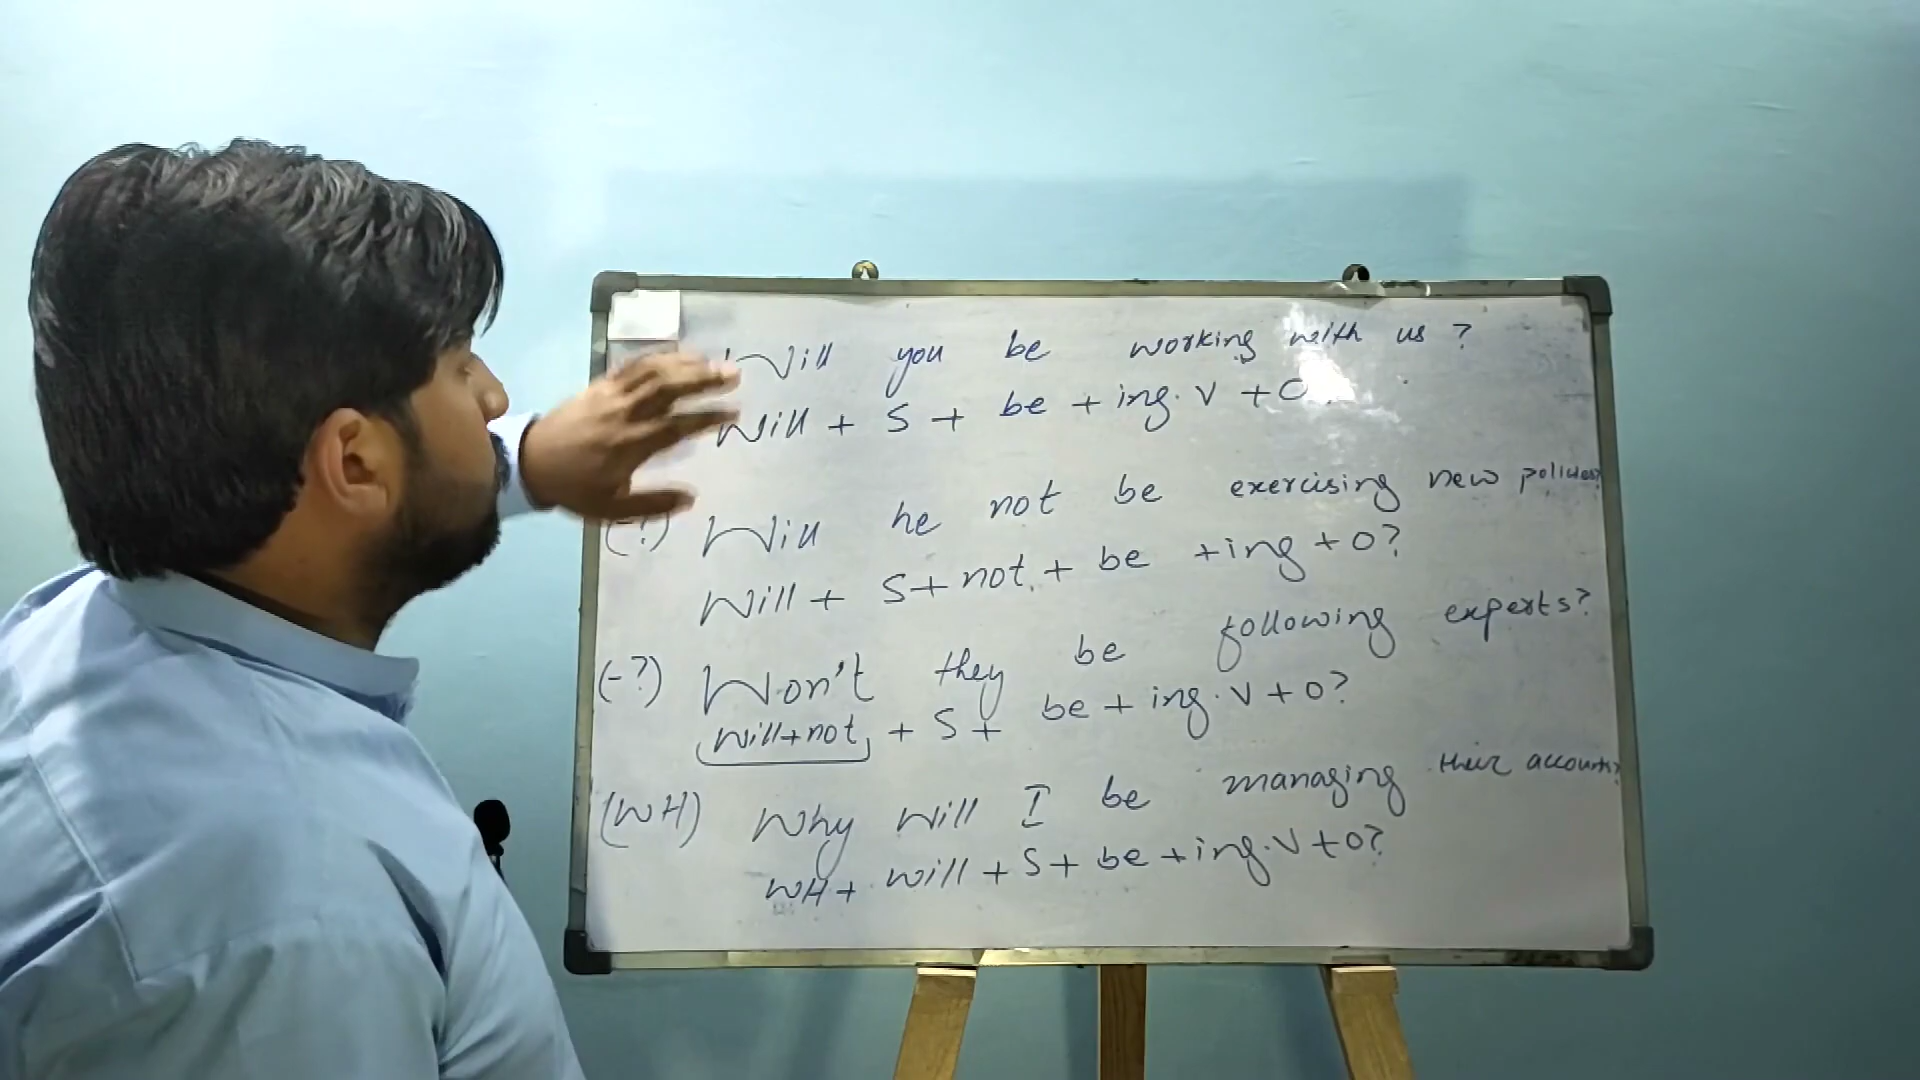 Will you be working with us ?
Will + S + be + ing. V + O
(-?) Will he not be exercising new policies?
Will + S + not + be + ing + O?
(-?) Won't they be following experts?
Will+not + S + be + ing. V + O?
(WH) Why Will I be managing their accounts?
WH + Will + S + be + ing. V + O?